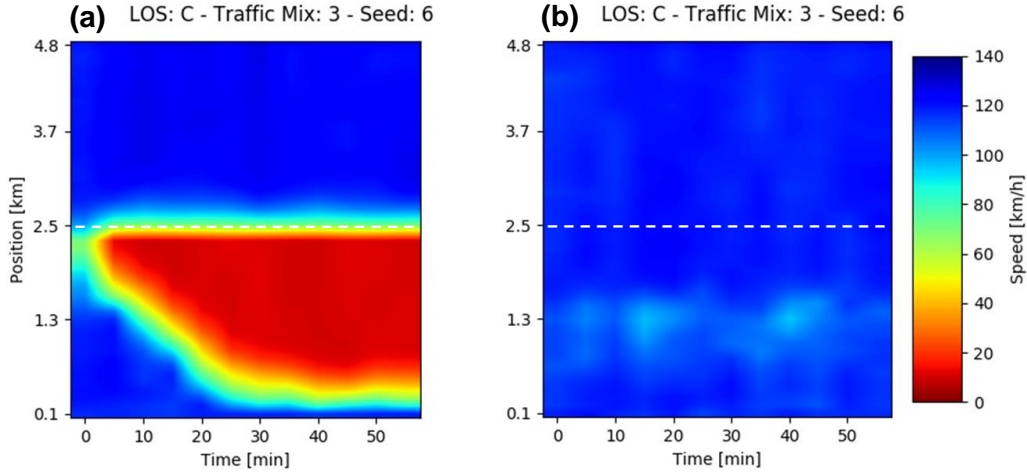 (a) LOS: C - Traffic Mix: 3 - Seed: 6
4.8
3.7
2.5
1.3
0.1
Position [km]
0 10 20 30 40 50
Time [min]
(b) LOS: C - Traffic Mix: 3 - Seed: 6
4.8
3.7
2.5
1.3
0.1
0 10 20 30 40 50
Time [min]
140
120
100
80
60
40
20
0
Speed [km/h]